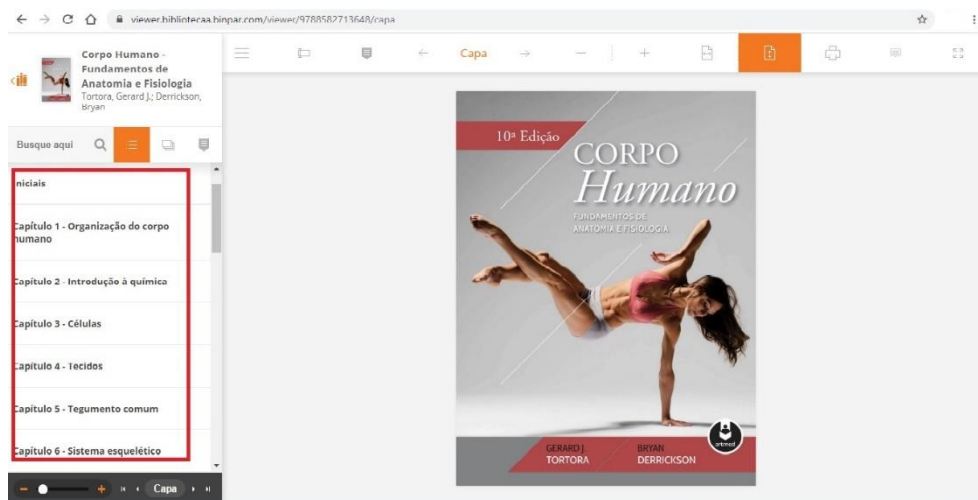 viewer.bibliotecaa.binpar.com/viewer/9788582713648/capa
Corpo Humano -
Fundamentos de
Anatomia e Fisiologia
Tortora, Gerard J.; Derrickson,
Bryan
Capa
Busque aqui
niciais
Capítulo 1 - Organização do corpo
humano
Capítulo 2 - Introdução à química
Capítulo 3 - Células
Capítulo 4 - Tecidos
Capítulo 5 - Tegumento comum
Capítulo 6 - Sistema esquelético
Capa
10ª Edição
CORPO
Humano
FUNDAMENTOS DE
ANATOMIA E FISIOLOGIA
GERARD J.
TORTORA
BRYAN
DERRICKSON
artmed